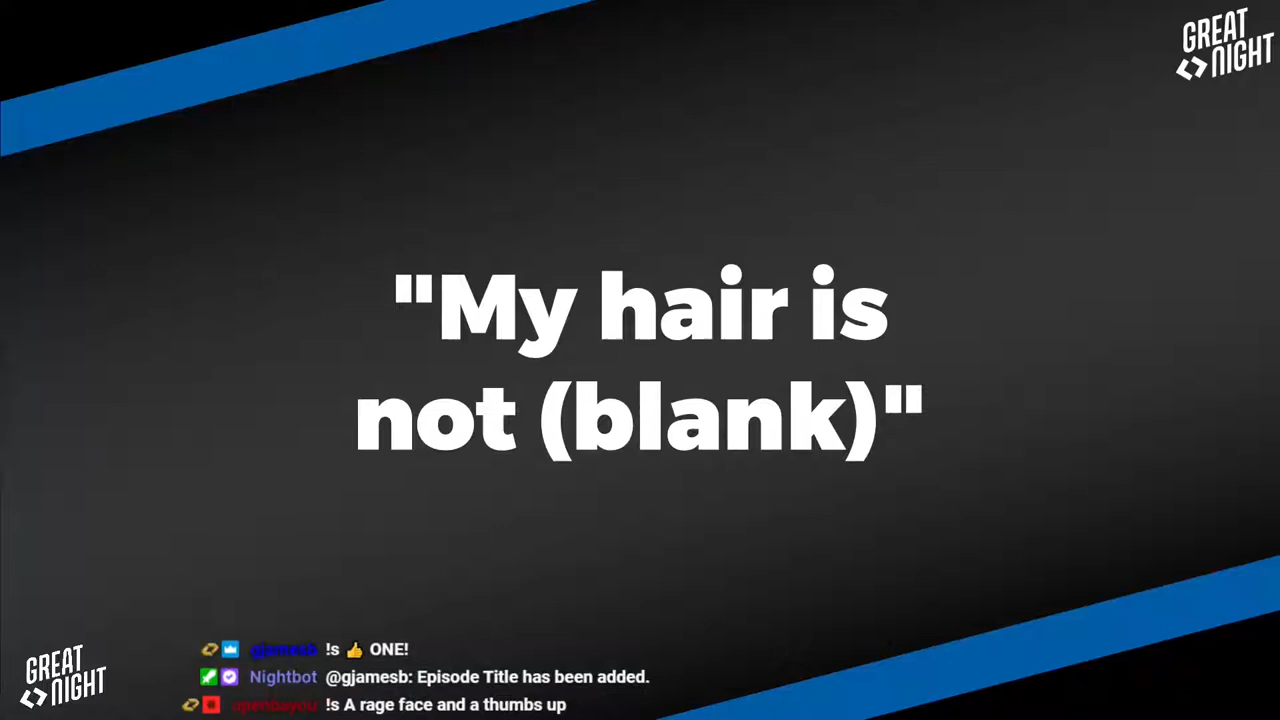 GREAT
NIGHT
"My hair is
not (blank)"
GREAT
NIGHT
gjamesb !s 👍 ONE!
Nightbot @gjamesb: Episode Title has been added.
openbayou !s A rage face and a thumbs up